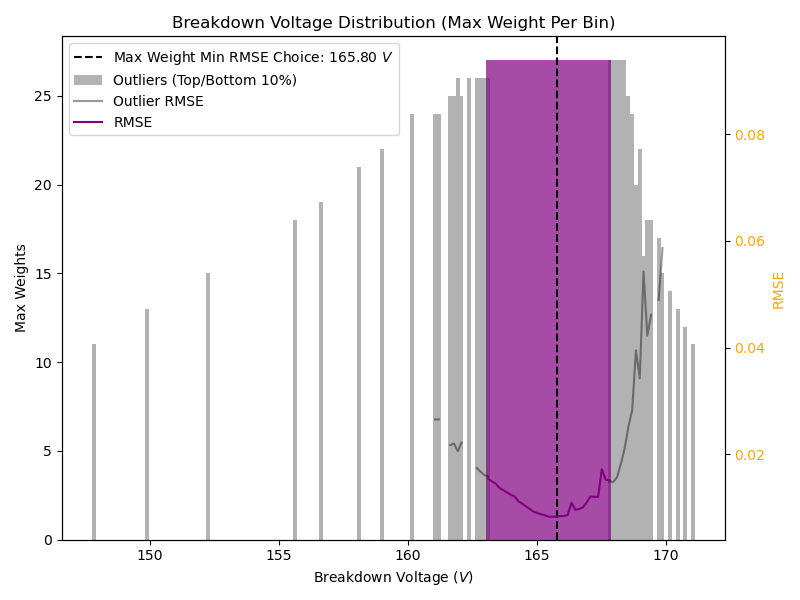 Breakdown Voltage Distribution (Max Weight Per Bin)
Max Weight Min RMSE Choice: 165.80 V
Outliers (Top/Bottom 10%)
Outlier RMSE
RMSE
Max Weights
25
20
15
10
5
0
0.08
0.06
0.04
0.02
RMSE
150
155
160
165
170
Breakdown Voltage (V)